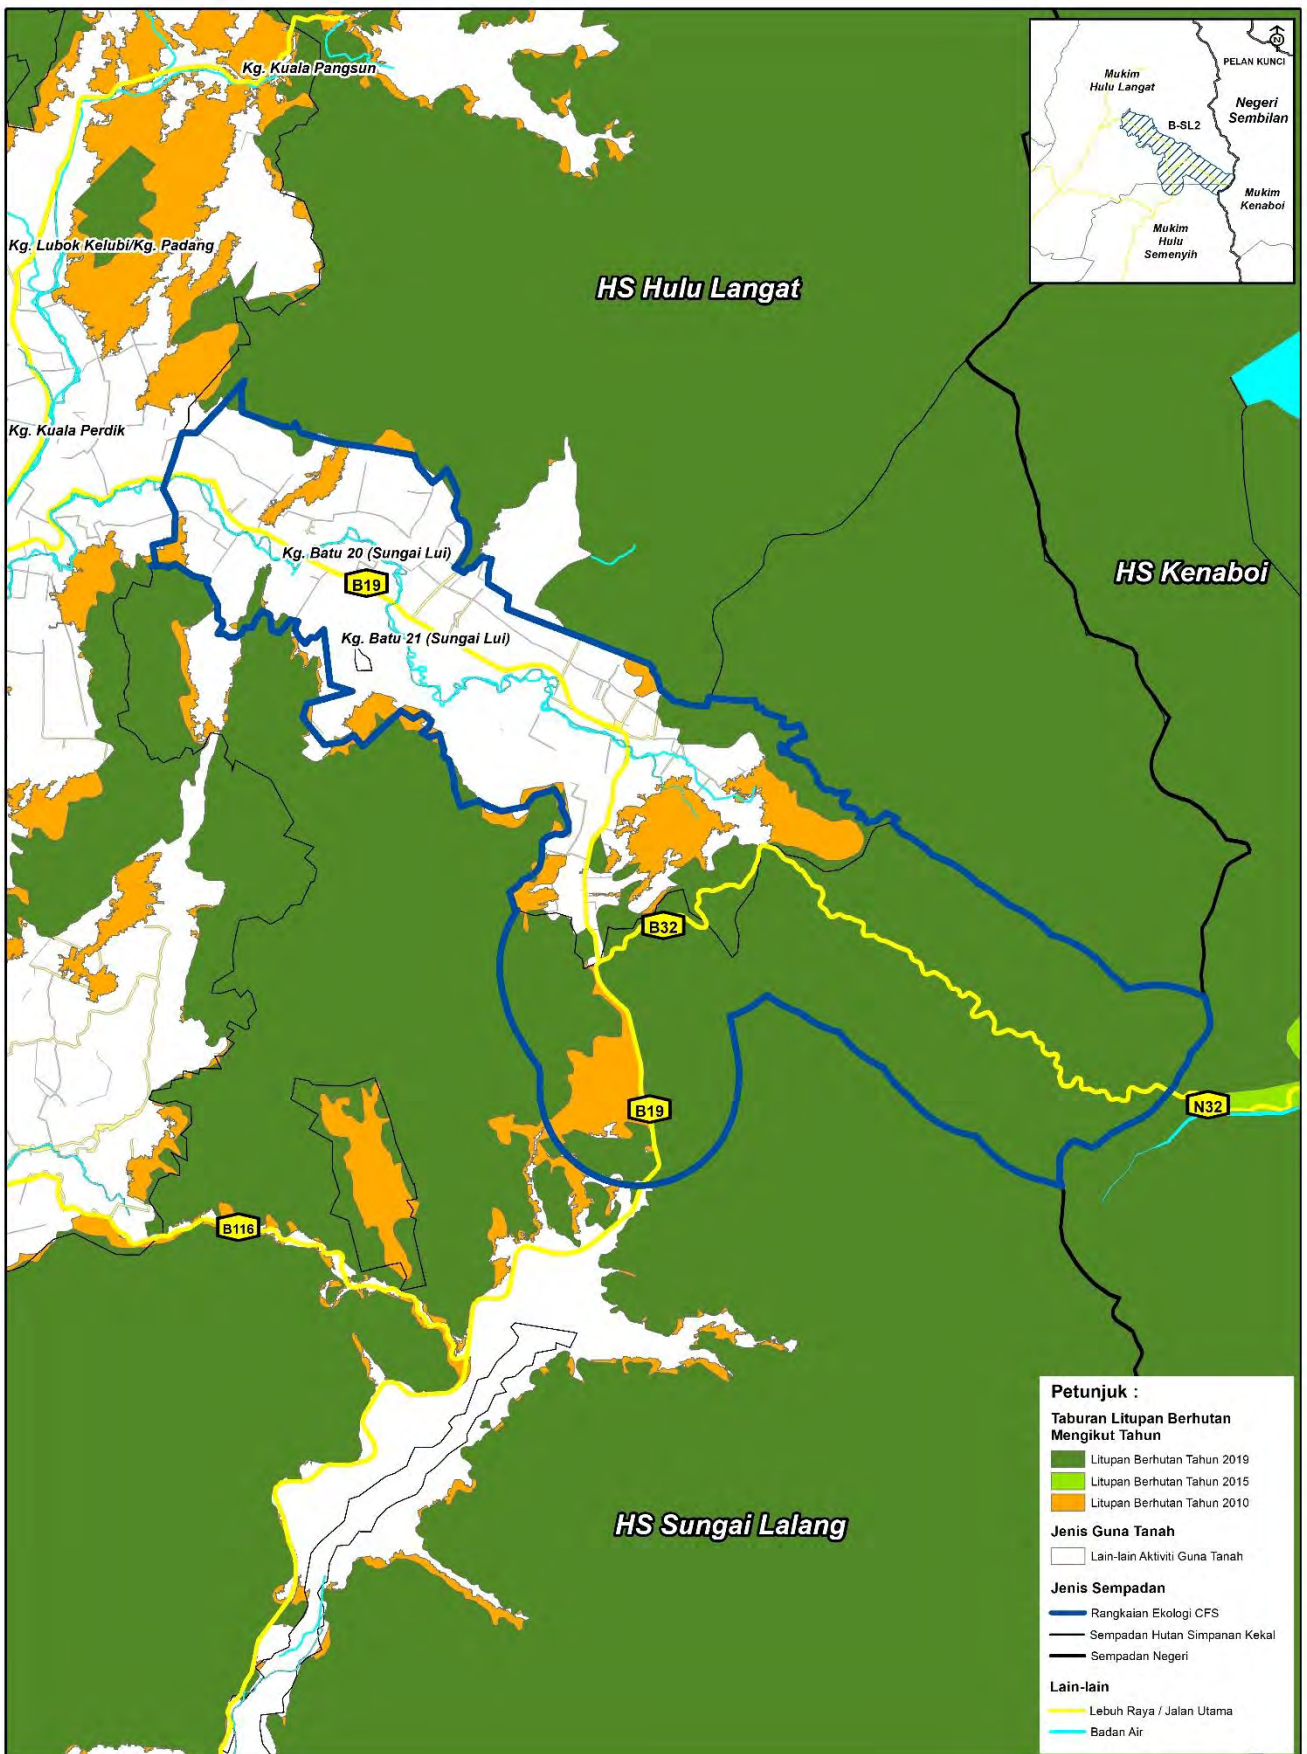 Kg. Kuala Pangsun
PELAN KUNCI
N
Mukim
Hulu Langat
Negeri
Sembilan
B-SL2
Mukim
Kenaboi
Mukim
Hulu
Semenyih
Kg. Lubok Kelubi/Kg. Padang
HS Hulu Langat
Kg. Kuala Perdik
Kg. Batu 20 (Sungai Lui)
B19
HS Kenaboi
Kg. Batu 21 (Sungai Lui)
B32
B19
N32
B116
HS Sungai Lalang
Petunjuk :
Taburan Litupan Berhutan
Mengikut Tahun
Litupan Berhutan Tahun 2019
Litupan Berhutan Tahun 2015
Litupan Berhutan Tahun 2010
Jenis Guna Tanah
Lain-lain Aktiviti Guna Tanah
Jenis Sempadan
Rangkaian Ekologi CFS
Sempadan Hutan Simpanan Kekal
Sempadan Negeri
Lain-lain
Lebuh Raya / Jalan Utama
Badan Air